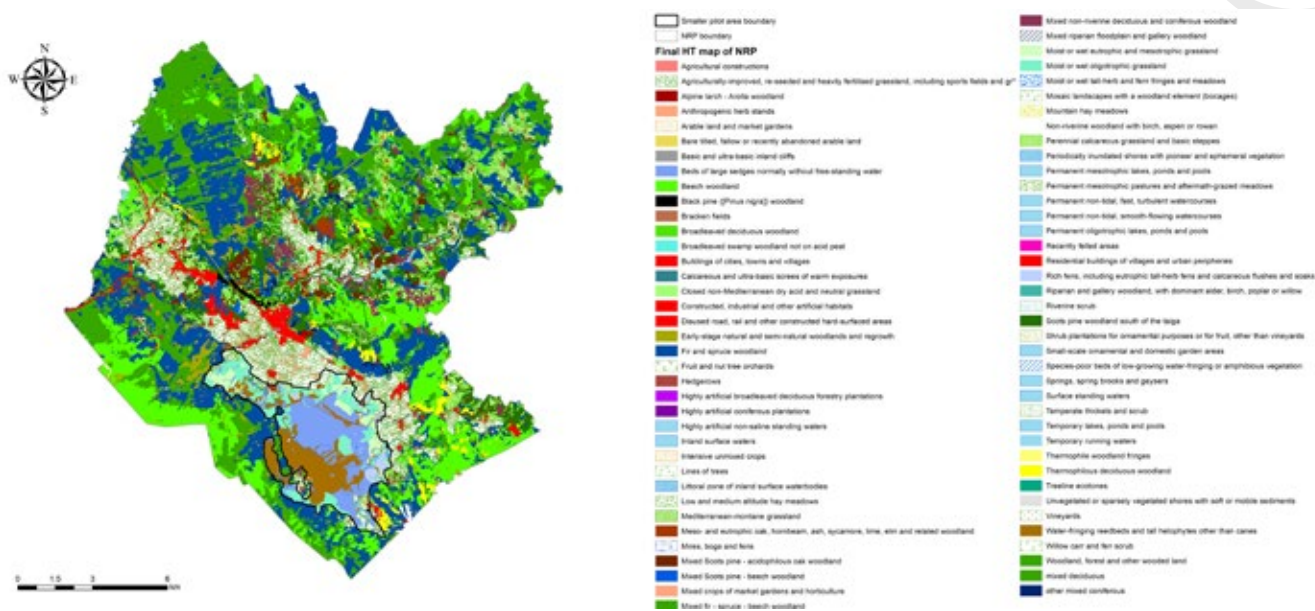 N
W E
S
0 1.5 3 6
Smaller pilot area boundary
NRP boundary
Final HT map of NRP
Agricultural constructions
Agriculturally-improved, re-seeded and heavily fertilised grassland, including sports fields and gr
Alpine larch - Arolla woodland
Anthropogenic herb stands
Arable land and market gardens
Bare tilled, fallow or recently abandoned arable land
Basic and ultra-basic inland cliffs
Beds of large sedges normally without free-standing water
Beech woodland
Black pine ([Pinus nigra]) woodland
Bracken fields
Broadleaved deciduous woodland
Broadleaved swamp woodland not on acid peat
Buildings of cities, towns and villages
Calcareous and ultra-basic screes of warm exposures
Closed non-Mediterranean dry acid and neutral grassland
Constructed, industrial and other artificial habitats
Disused road, rail and other constructed hard-surfaced areas
Early-stage natural and semi-natural woodlands and regrowth
Fir and spruce woodland
Fruit and nut tree orchards
Hedgerows
Highly artificial broadleaved deciduous forestry plantations
Highly artificial coniferous plantations
Highly artificial non-saline standing waters
Inland surface waters
Intensive unmixed crops
Lines of trees
Littoral zone of inland surface waterbodies
Low and medium altitude hay meadows
Mediterranean-montane grassland
Meso- and eutrophic oak, hornbeam, ash, sycamore, lime, elm and related woodland
Mires, bogs and fens
Mixed Scots pine - acidophilous oak woodland
Mixed Scots pine - beech woodland
Mixed crops of market gardens and horticulture
Mixed fir - spruce - beech woodland
Mixed non-riverine deciduous and coniferous woodland
Mixed riparian floodplain and gallery woodland
Moist or wet eutrophic and mesotrophic grassland
Moist or wet oligotrophic grassland
Moist or wet tall-herb and fern fringes and meadows
Mosaic landscapes with a woodland element (bocages)
Mountain hay meadows
Non-riverine woodland with birch, aspen or rowan
Perennial calcareous grassland and basic steppes
Periodically inundated shores with pioneer and ephemeral vegetation
Permanent mesotrophic lakes, ponds and pools
Permanent mesotrophic pastures and aftermath-grazed meadows
Permanent non-tidal, fast, turbulent watercourses
Permanent non-tidal, smooth-flowing watercourses
Permanent oligotrophic lakes, ponds and pools
Recently felled areas
Residential buildings of villages and urban peripheries
Rich fens, including eutrophic tall-herb fens and calcareous flushes and soaks
Riparian and gallery woodland, with dominant alder, birch, poplar or willow
Riverine scrub
Scots pine woodland south of the taiga
Shrub plantations for ornamental purposes or for fruit, other than vineyards
Small-scale ornamental and domestic garden areas
Species-poor beds of low-growing water-fringing or amphibious vegetation
Springs, spring brooks and geysers
Surface standing waters
Temperate thickets and scrub
Temporary lakes, ponds and pools
Temporary running waters
Thermophile woodland fringes
Thermophilous deciduous woodland
Treeline ecotones
Unvegetated or sparsely vegetated shores with soft or mobile sediments
Vineyards
Water-fringing reedbeds and tall helophytes other than canes
Willow carr and fen scrub
Woodland, forest and other wooded land
mixed deciduous
other mixed coniferous